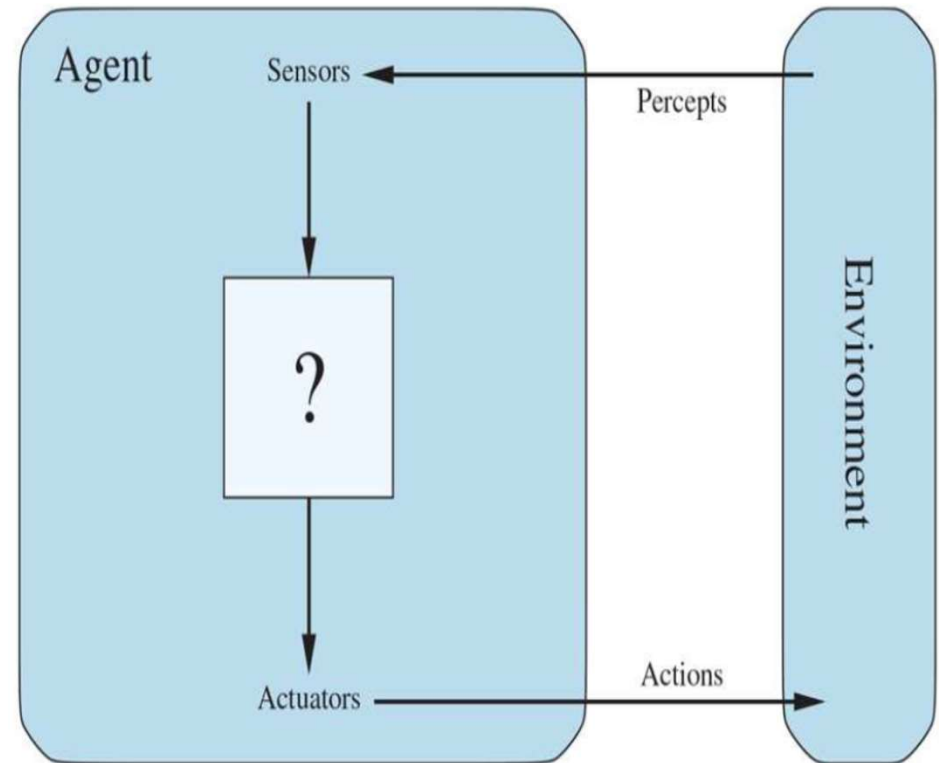 Agent
Sensors
Percepts
?
Environment
Actuators
Actions